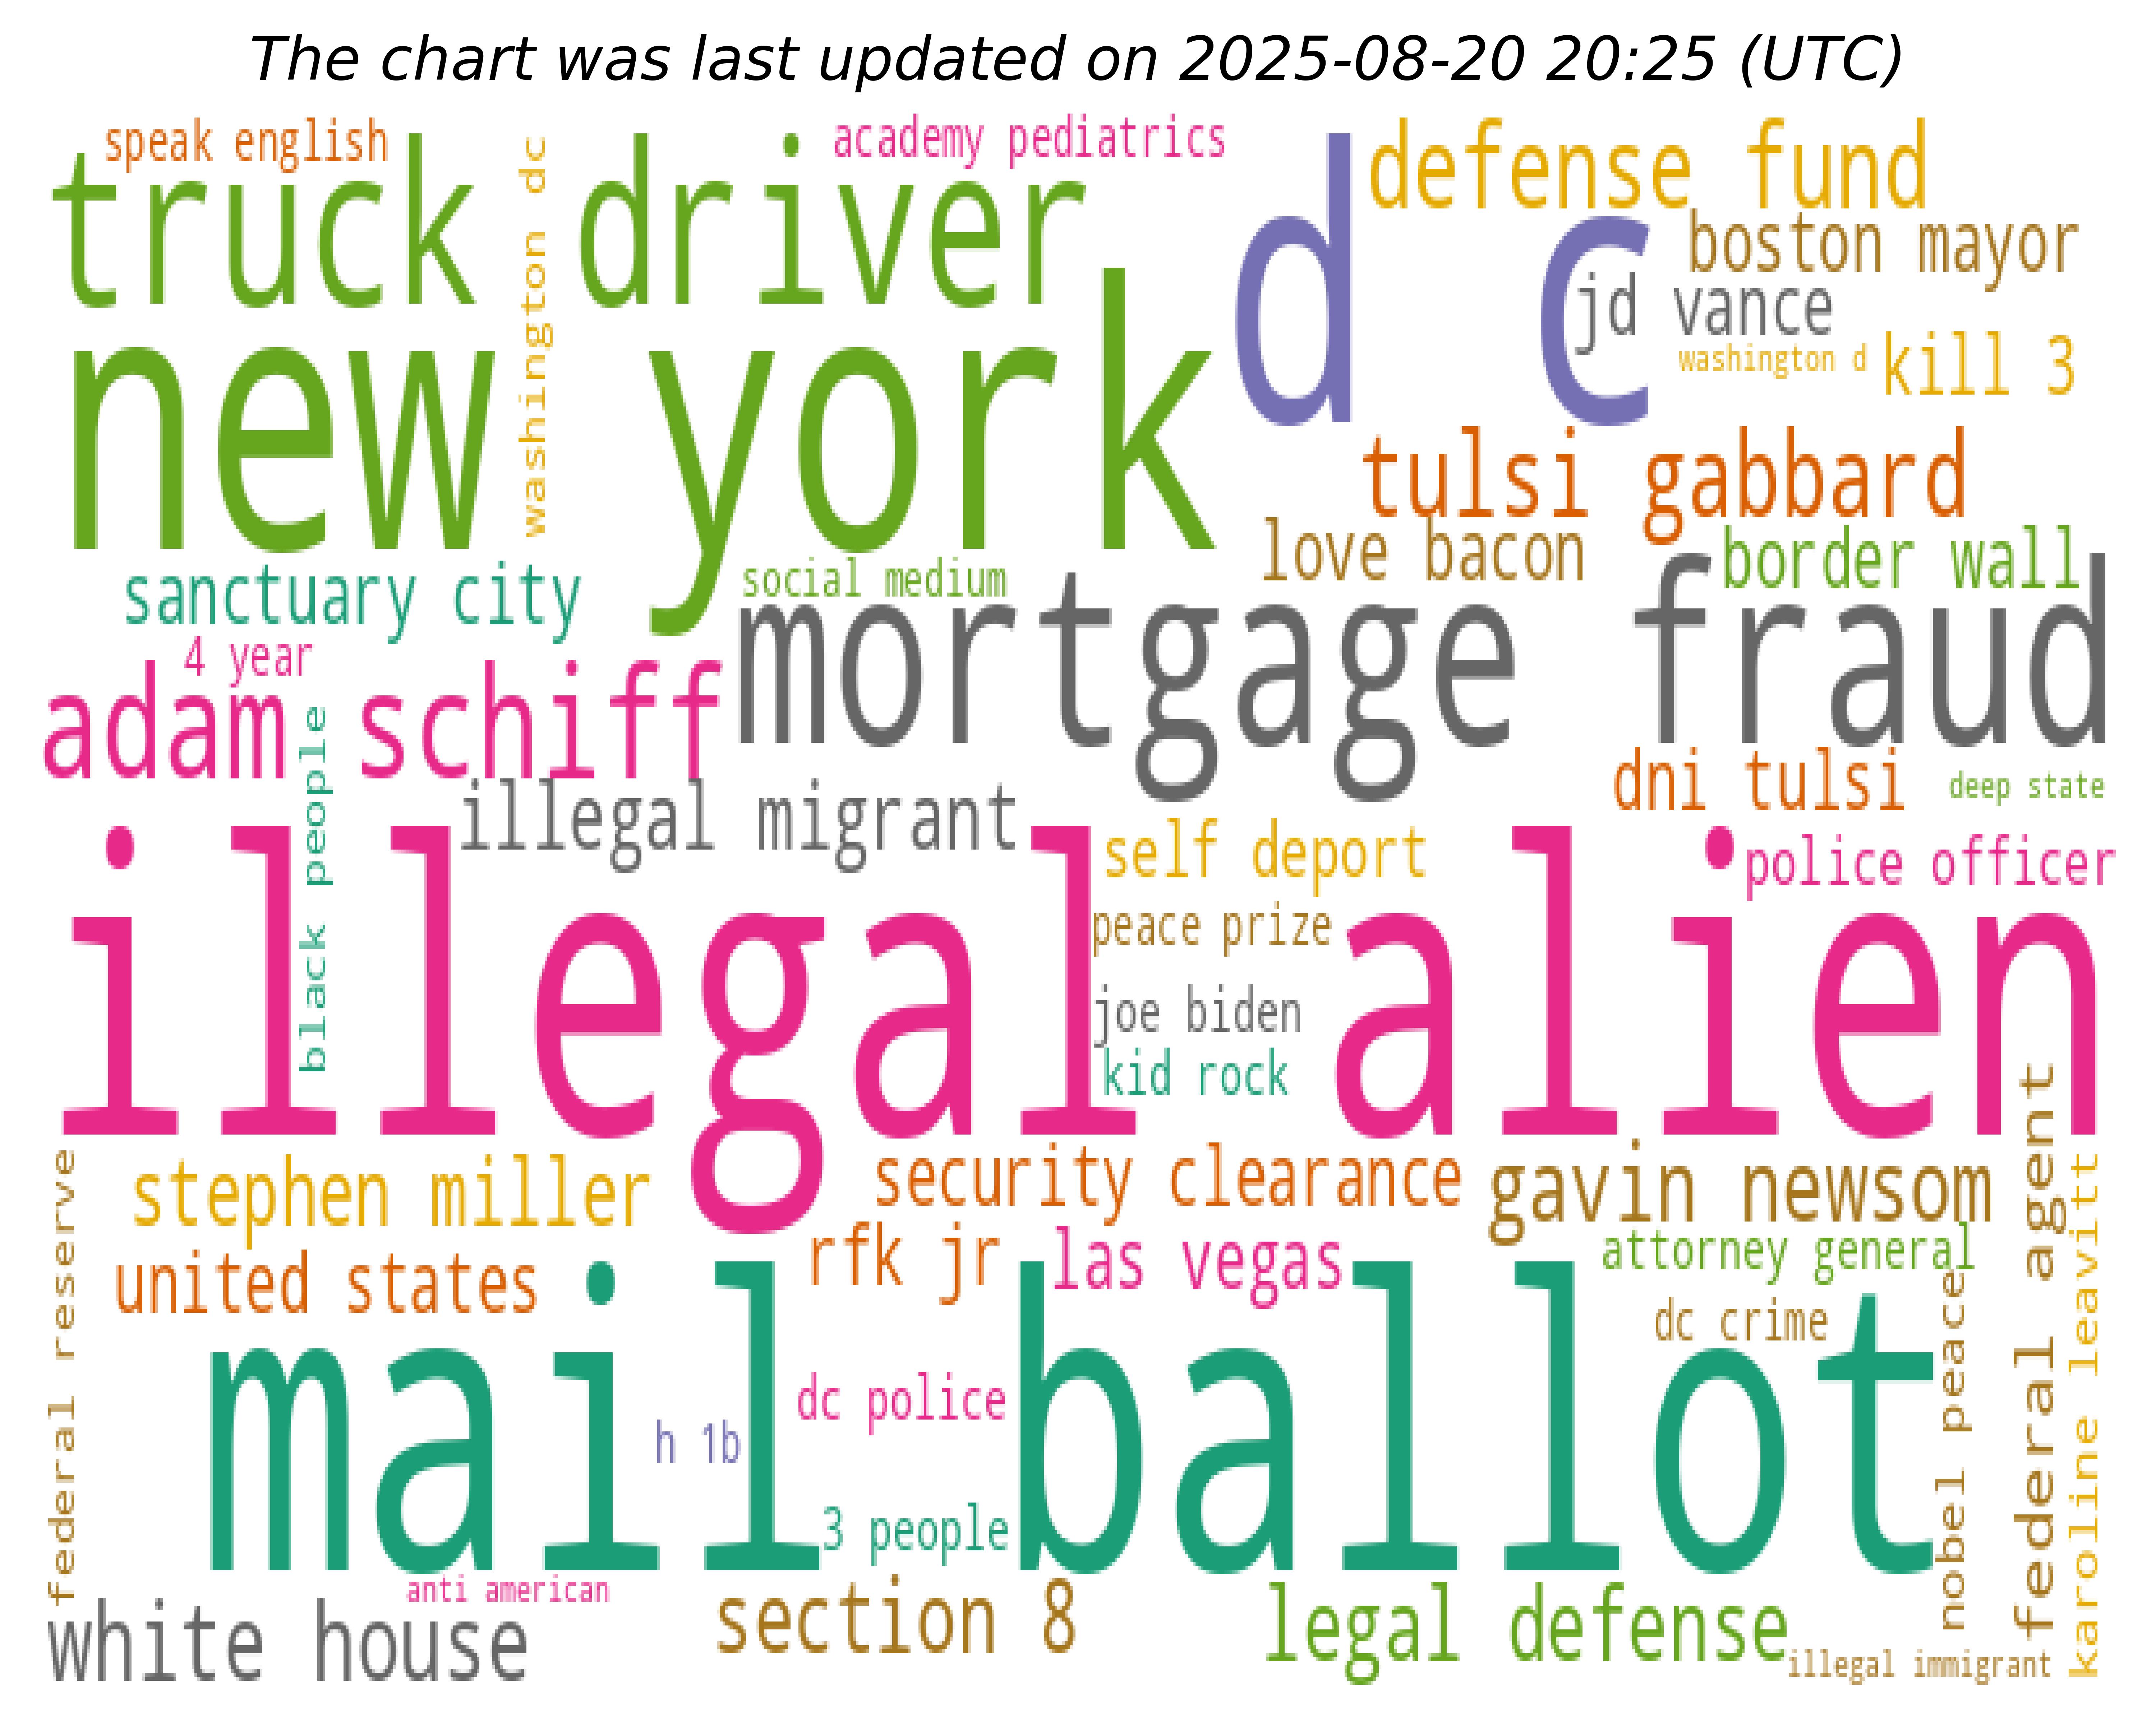 The chart was last updated on 2025-08-20 20:25 (UTC)
speak english
academy pediatrics
defense fund
truck driver
washington dc
d c
boston mayor
jd vance
washington d
kill 3
new york
tulsi gabbard
love bacon
border wall
sanctuary city
social medium
mortgage fraud
4 year
adam schiff
black people
dni tulsi
deep state
illegal migrant
self deport
police officer
illegal alien
peace prize
joe biden
kid rock
federal reserve
stephen miller
security clearance
gavin newsom
federal agent
karoline leavitt
united states
rfk jr
las vegas
attorney general
nobel peace
dc crime
mail ballot
dc police
h 1b
3 people
anti american
white house
section 8
legal defense
illegal immigrant